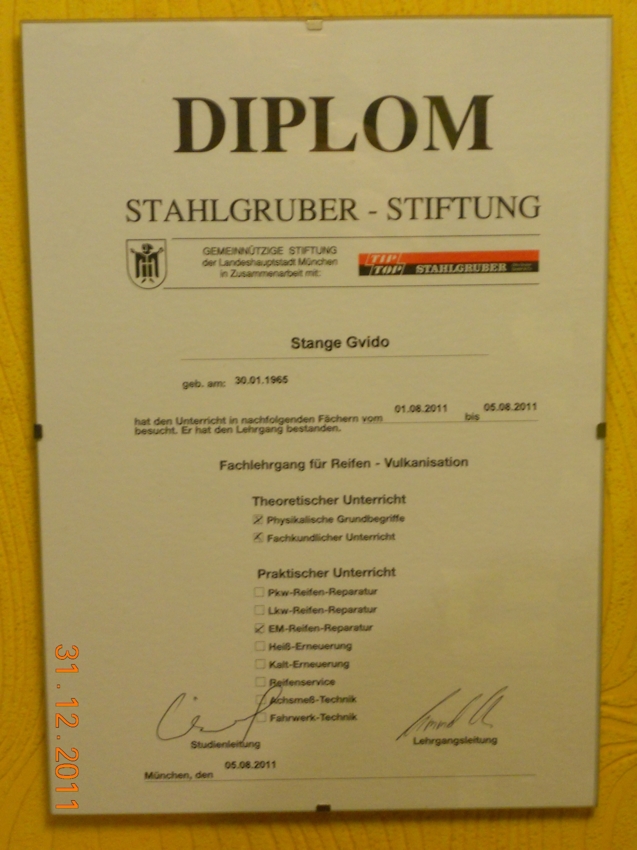 DIPLOM
STAHLGRUBER - STIFTUNG
GEMEINNÜTZIGE STIFTUNG
der Landeshauptstadt München
in Zusammenarbeit mit:
TIP
TOP STAHLGRUBER
Stange Gvido
geb. am: 30.01.1965
hat den Unterricht in nachfolgenden Fächern vom 01.08.2011 bis 05.08.2011
besucht. Er hat den Lehrgang bestanden.
Fachlehrgang für Reifen - Vulkanisation
Theoretischer Unterricht
Physikalische Grundbegriffe
Fachkundlicher Unterricht
Praktischer Unterricht
Pkw-Reifen-Reparatur
Lkw-Reifen-Reparatur
EM-Reifen-Reparatur
Heiß-Erneuerung
Kalt-Erneuerung
Reifenservice
Achsmeß-Technik
Fahrwerk-Technik
Studienleitung
Lehrgangsleitung
München, den 05.08.2011
31.12.2011